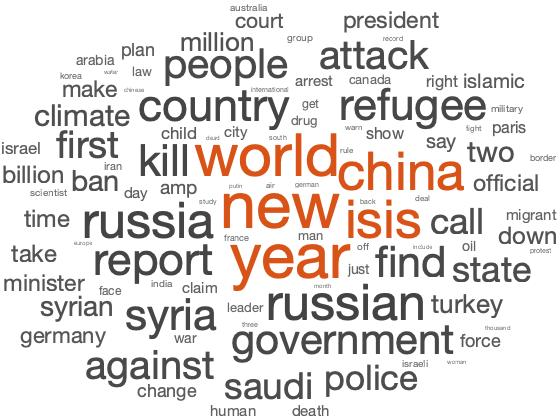 australia
court
president
plan
million
group
record
arabia
people
attack
korea
water
law
arrest
canada
right
islamic
make
chinese
international
country
get
refugee
military
climate
drug
child
city
south
warn
show
fight
paris
first
dead
rule
say
israel
kill
world
china
two
border
iran
billion
ban
day
amp
putin
air
german
official
scientist
study
new
back
deal
isis
call
migrant
time
russia
france
man
off
include
oil
down
protest
europe
take
report
year
just
find
state
minister
face
india
claim
month
syrian
syria
leader
russian
turkey
germany
war
three
government
force
thousand
against
israeli
woman
change
saudi
police
human
death